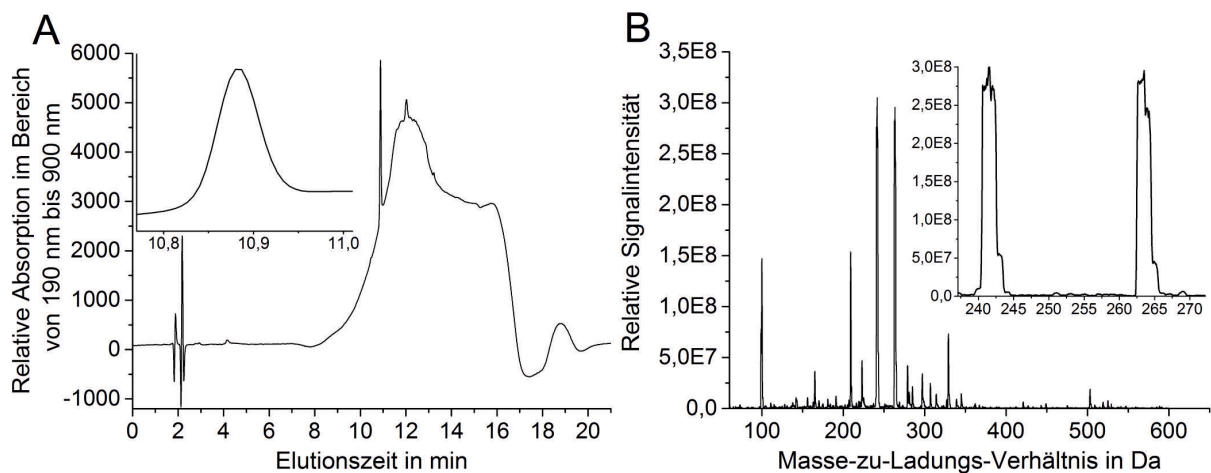 A
Relative Absorption im Bereich
von 190 nm bis 900 nm
6000
5000
4000
3000
2000
1000
0
-1000
10,8 10,9 11,0
0 2 4 6 8 10 12 14 16 18 20
Elutionszeit in min
B
Relative Signalintensität
3,5E8
3,0E8
2,5E8
2,0E8
1,5E8
1,0E8
5,0E7
0,0
3,0E8
2,5E8
2,0E8
1,5E8
1,0E8
5,0E7
0,0
240 245 250 255 260 265 270
100 200 300 400 500 600
Masse-zu-Ladungs-Verhältnis in Da